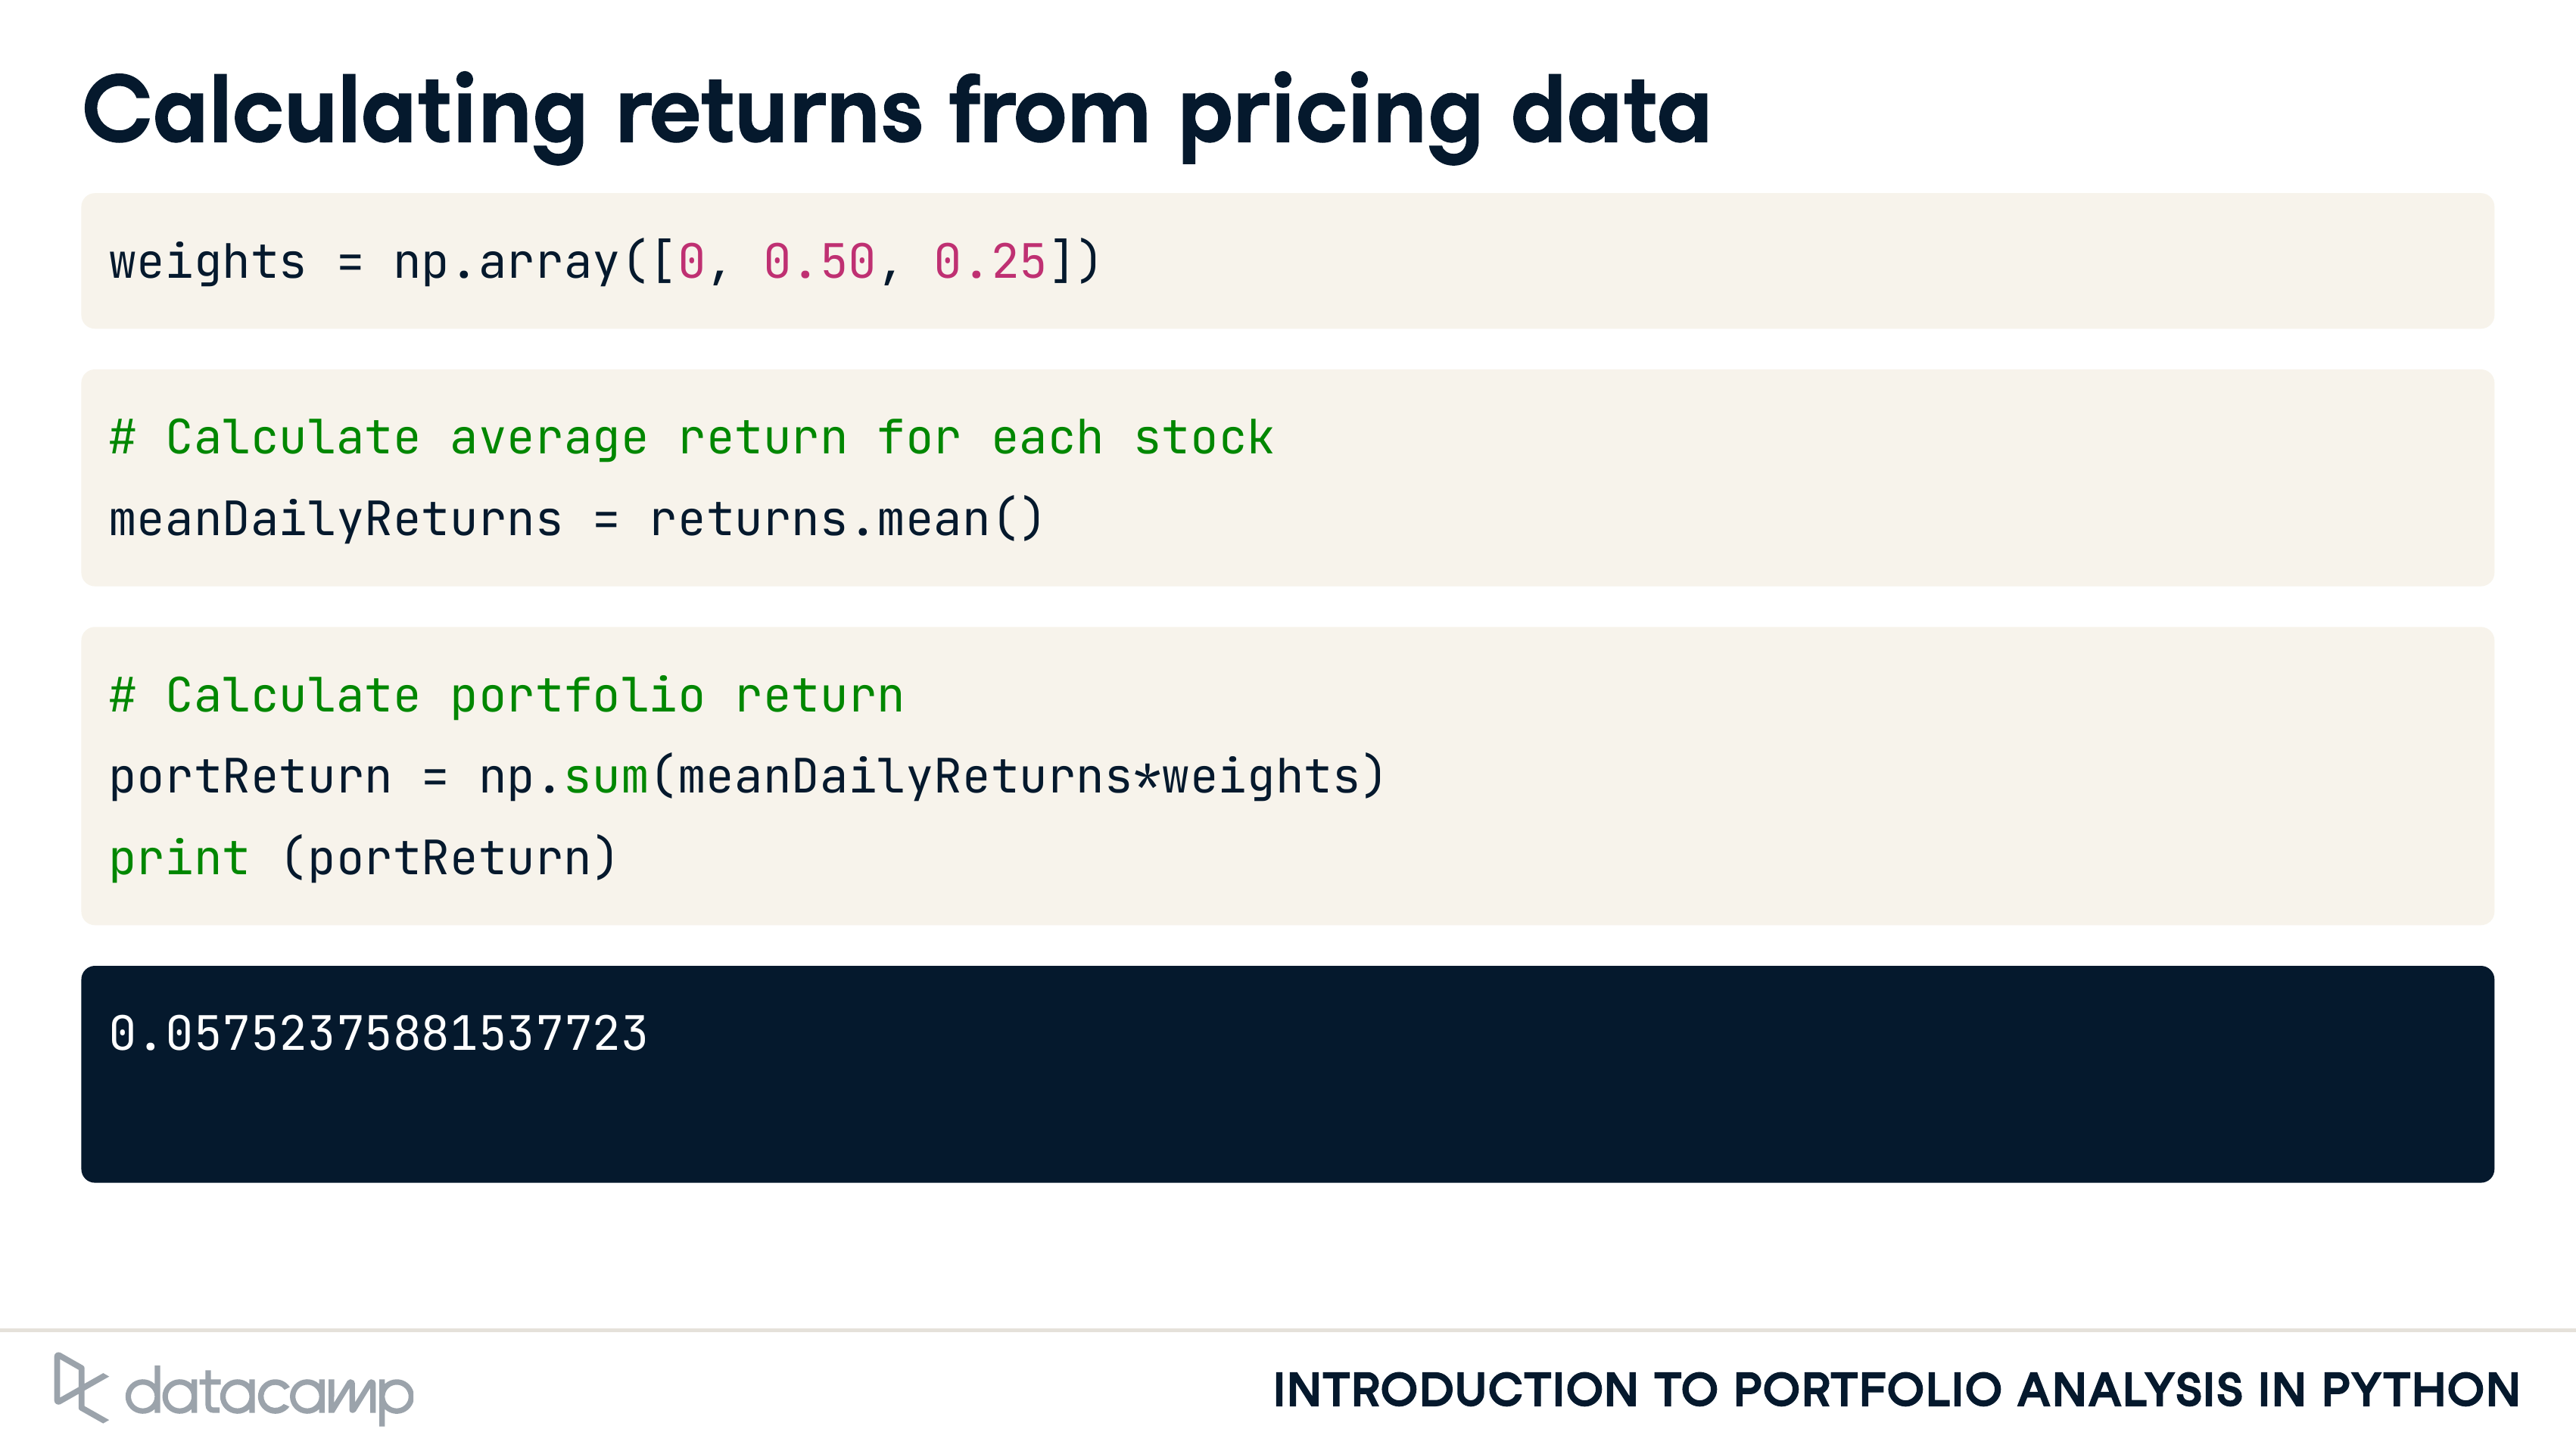 Calculating returns from pricing data
weights = np.array([0, 0.50, 0.25])
# Calculate average return for each stock
meanDailyReturns = returns.mean()
# Calculate portfolio return
portReturn = np.sum(meanDailyReturns*weights)
print (portReturn)
0.05752375881537723
datacamp
INTRODUCTION TO PORTFOLIO ANALYSIS IN PYTHON